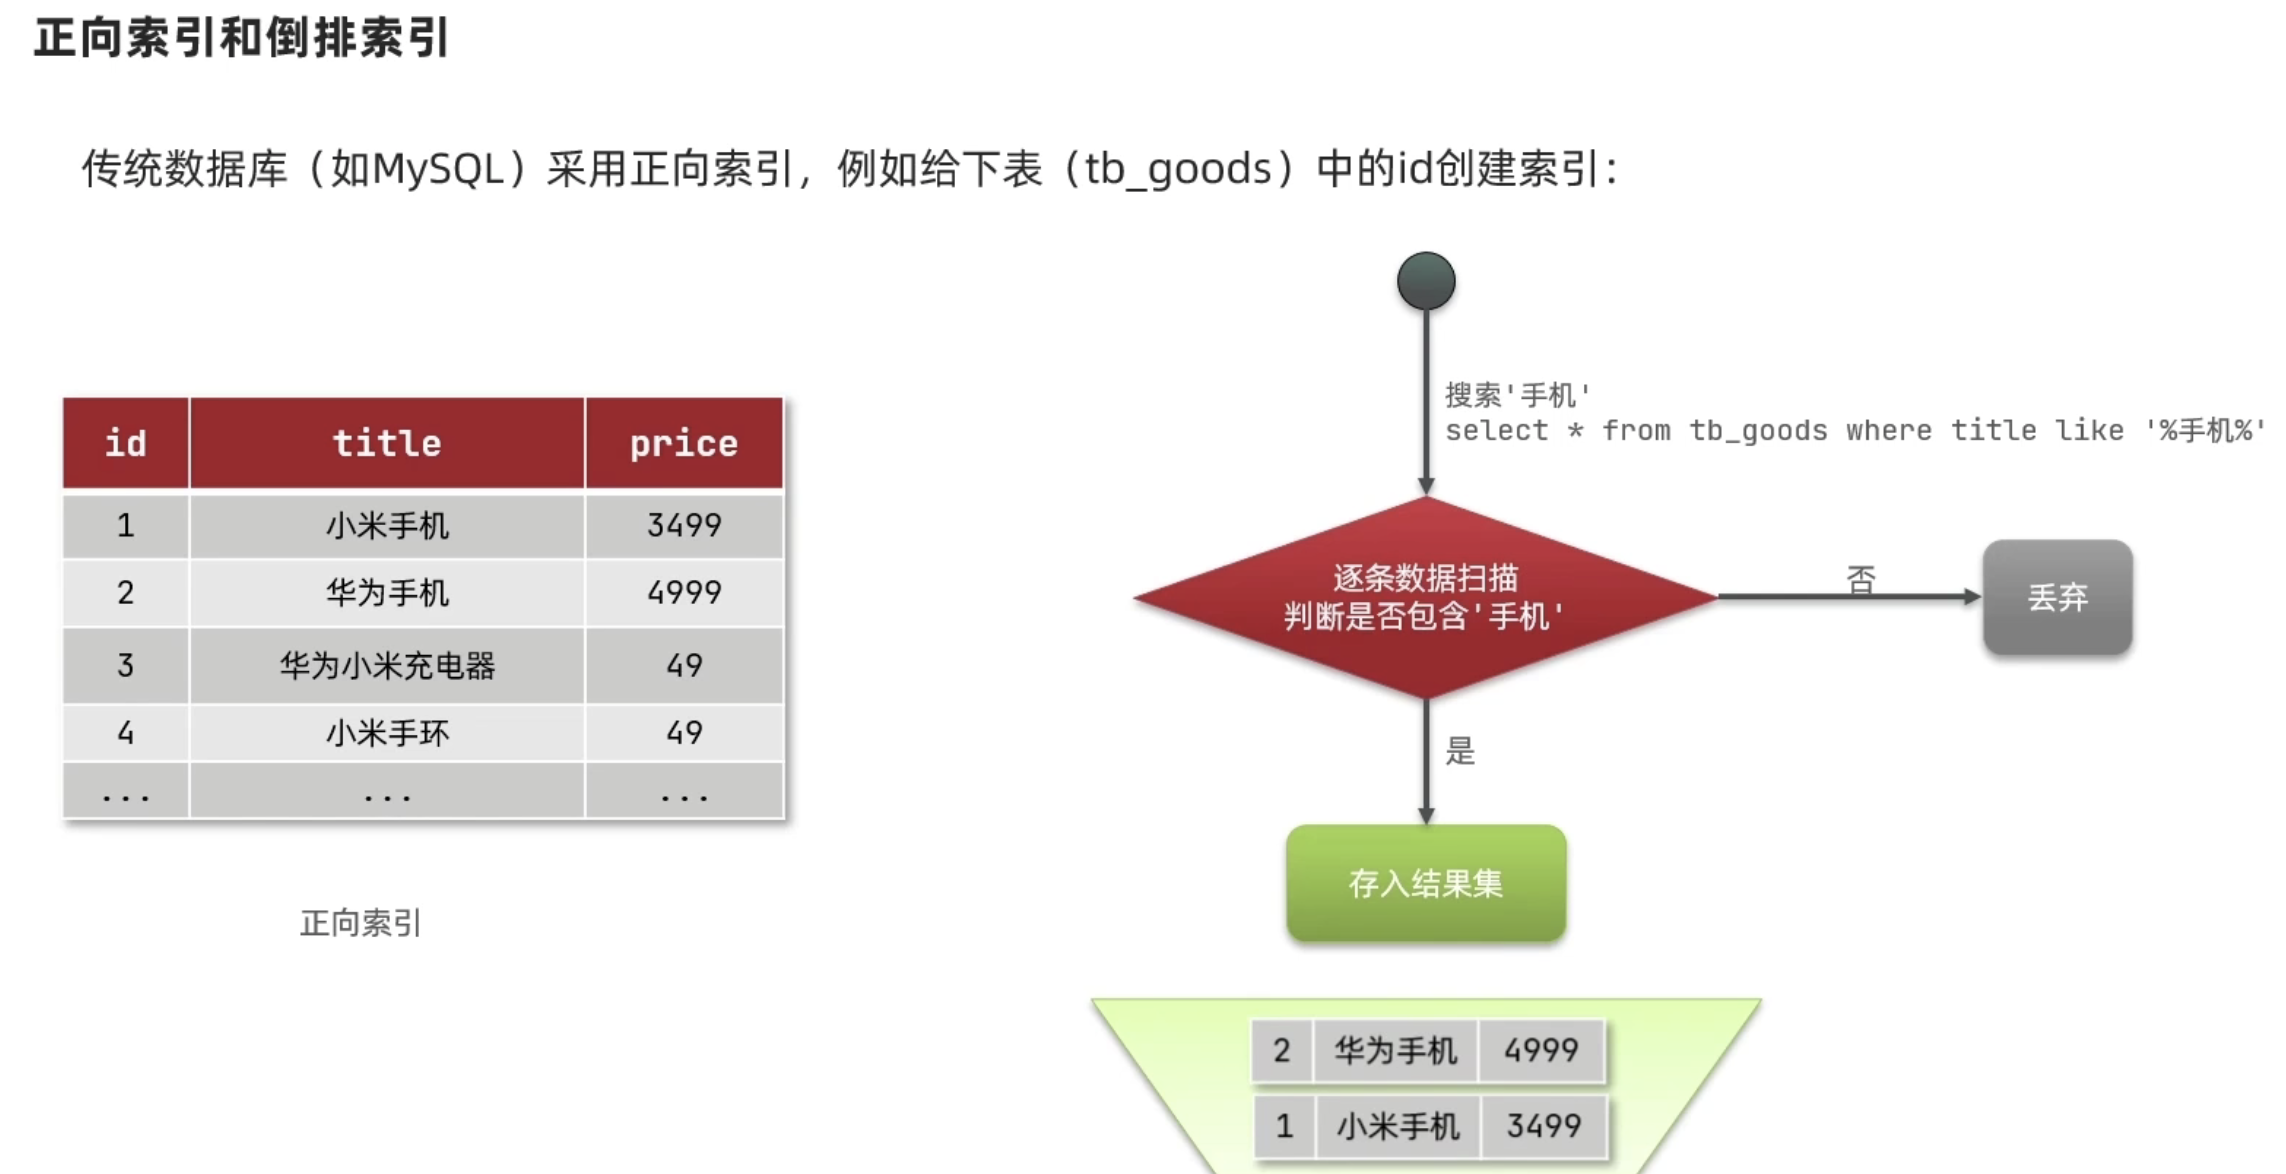 正向索引和倒排索引
传统数据库（如MySQL）采用正向索引，例如给下表（tb_goods）中的id创建索引：
id title price
1 小米手机 3499
2 华为手机 4999
3 华为小米充电器 49
4 小米手环 49
... ... ...
正向索引
搜索'手机'
select * from tb_goods where title like '%手机%'
逐条数据扫描
判断是否包含'手机'
否
丢弃
是
存入结果集
2 华为手机 4999
1 小米手机 3499